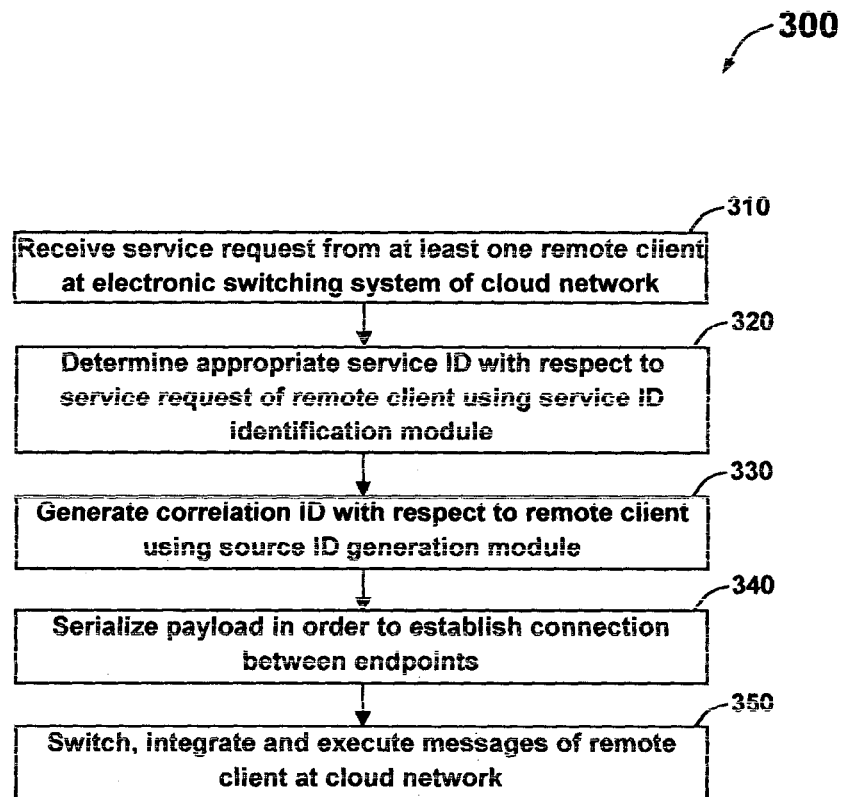 300
310
Receive service request from at least one remote client
at electronic switching system of cloud network
320
Determine appropriate service ID with respect to
service request of remote client using service ID
identification module
330
Generate correlation ID with respect to remote client
using source ID generation module
340
Serialize payload in order to establish connection
between endpoints
350
Switch, integrate and execute messages of remote
client at cloud network